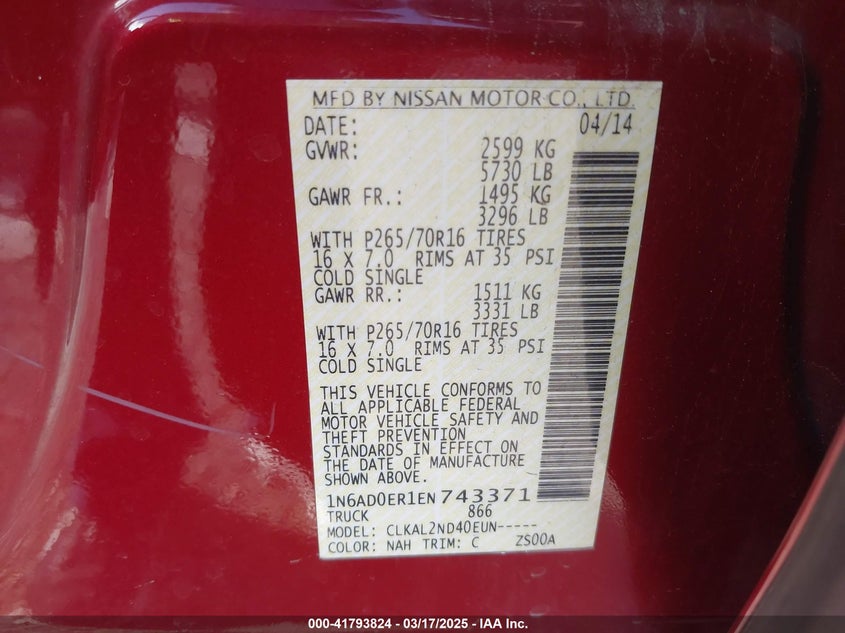 MFD BY NISSAN MOTOR CO., LTD.
DATE: 04/14
GVWR: 2599 KG
5730 LB
GAWR FR.: 1495 KG
3296 LB
WITH P265/70R16 TIRES
16 X 7.0 RIMS AT 35 PSI
COLD SINGLE
GAWR RR.: 1511 KG
3331 LB
WITH P265/70R16 TIRES
16 X 7.0 RIMS AT 35 PSI
COLD SINGLE
THIS VEHICLE CONFORMS TO
ALL APPLICABLE FEDERAL
MOTOR VEHICLE SAFETY AND
THEFT PREVENTION
STANDARDS IN EFFECT ON
THE DATE OF MANUFACTURE
SHOWN ABOVE.
1N6AD0ER1EN743371
TRUCK 866
MODEL: CLKAL2ND40EUN-----
COLOR: NAH TRIM: C ZS00A
000-41793824 - 03/17/2025 - IAA Inc.